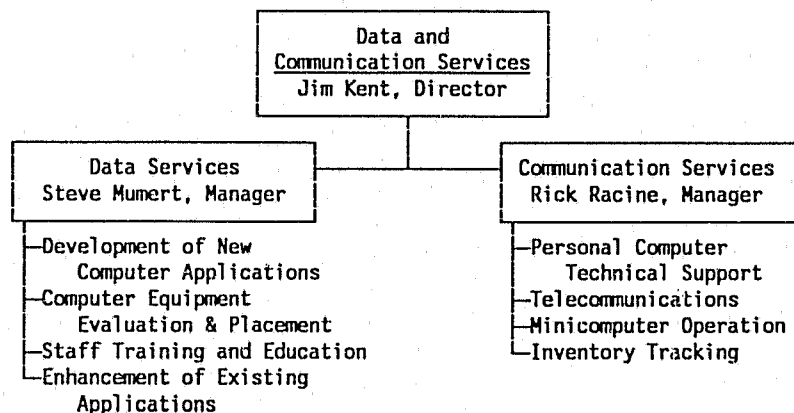 Data and
Communication Services
Jim Kent, Director
Data Services
Steve Mumert, Manager
Development of New
Computer Applications
Computer Equipment
Evaluation & Placement
Staff Training and Education
Enhancement of Existing
Applications
Communication Services
Rick Racine, Manager
Personal Computer
Technical Support
Telecommunications
Minicomputer Operation
Inventory Tracking